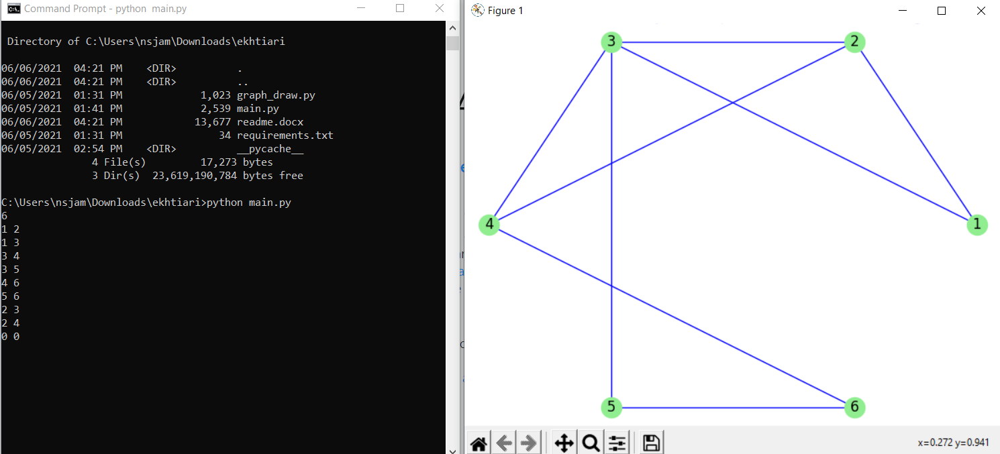 Command Prompt - python  main.py
Directory of C:\Users\nsjam\Downloads\ekhtiari
06/06/2021  04:21 PM    <DIR>          .
06/06/2021  04:21 PM    <DIR>          ..
06/05/2021  01:31 PM             1,023 graph_draw.py
06/05/2021  01:41 PM             2,539 main.py
06/06/2021  04:21 PM            13,677 readme.docx
06/05/2021  01:31 PM                34 requirements.txt
06/05/2021  02:54 PM    <DIR>          __pycache__
4 File(s)         17,273 bytes
3 Dir(s)  23,619,190,784 bytes free
C:\Users\nsjam\Downloads\ekhtiari>python main.py
6
1 2
1 3
3 4
3 5
4 6
5 6
2 3
2 4
0 0
Figure 1
3
2
4
1
5
6
x=0.272 y=0.941